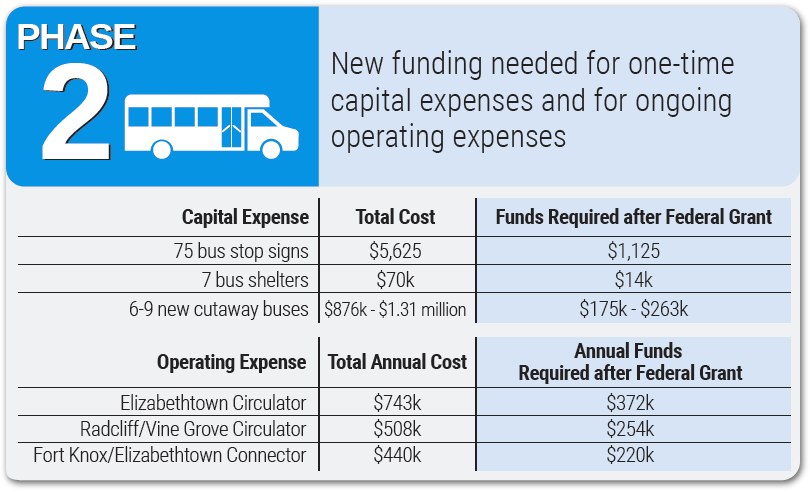 PHASE
2
New funding needed for one-time
capital expenses and for ongoing
operating expenses
Capital Expense Total Cost Funds Required after Federal Grant
75 bus stop signs $5,625 $1,125
7 bus shelters $70k $14k
6-9 new cutaway buses $876k - $1.31 million $175k - $263k
Operating Expense Total Annual Cost Annual Funds
Required after Federal Grant
Elizabethtown Circulator $743k $372k
Radcliff/Vine Grove Circulator $508k $254k
Fort Knox/Elizabethtown Connector $440k $220k